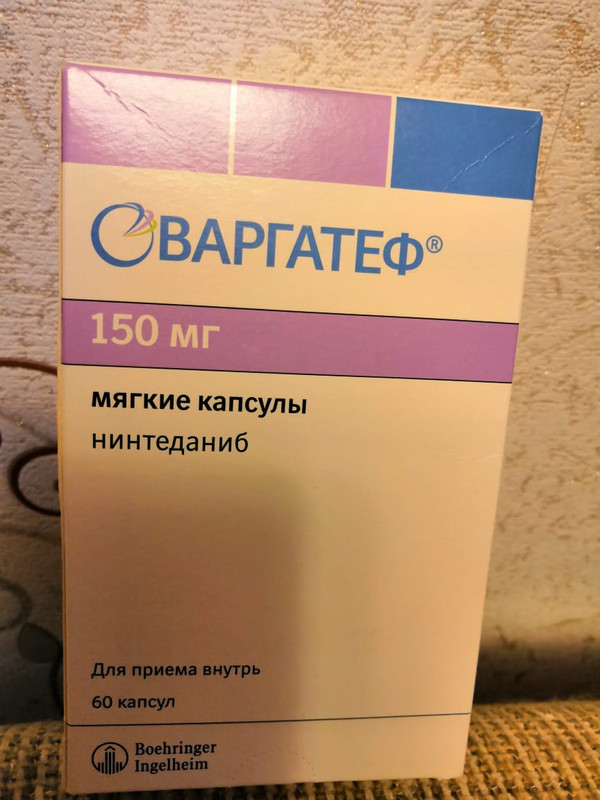 ВАРГАТЕФ®
150 мг
мягкие капсулы
нинтеданиб
Для приема внутрь
60 капсул
Boehringer
Ingelheim